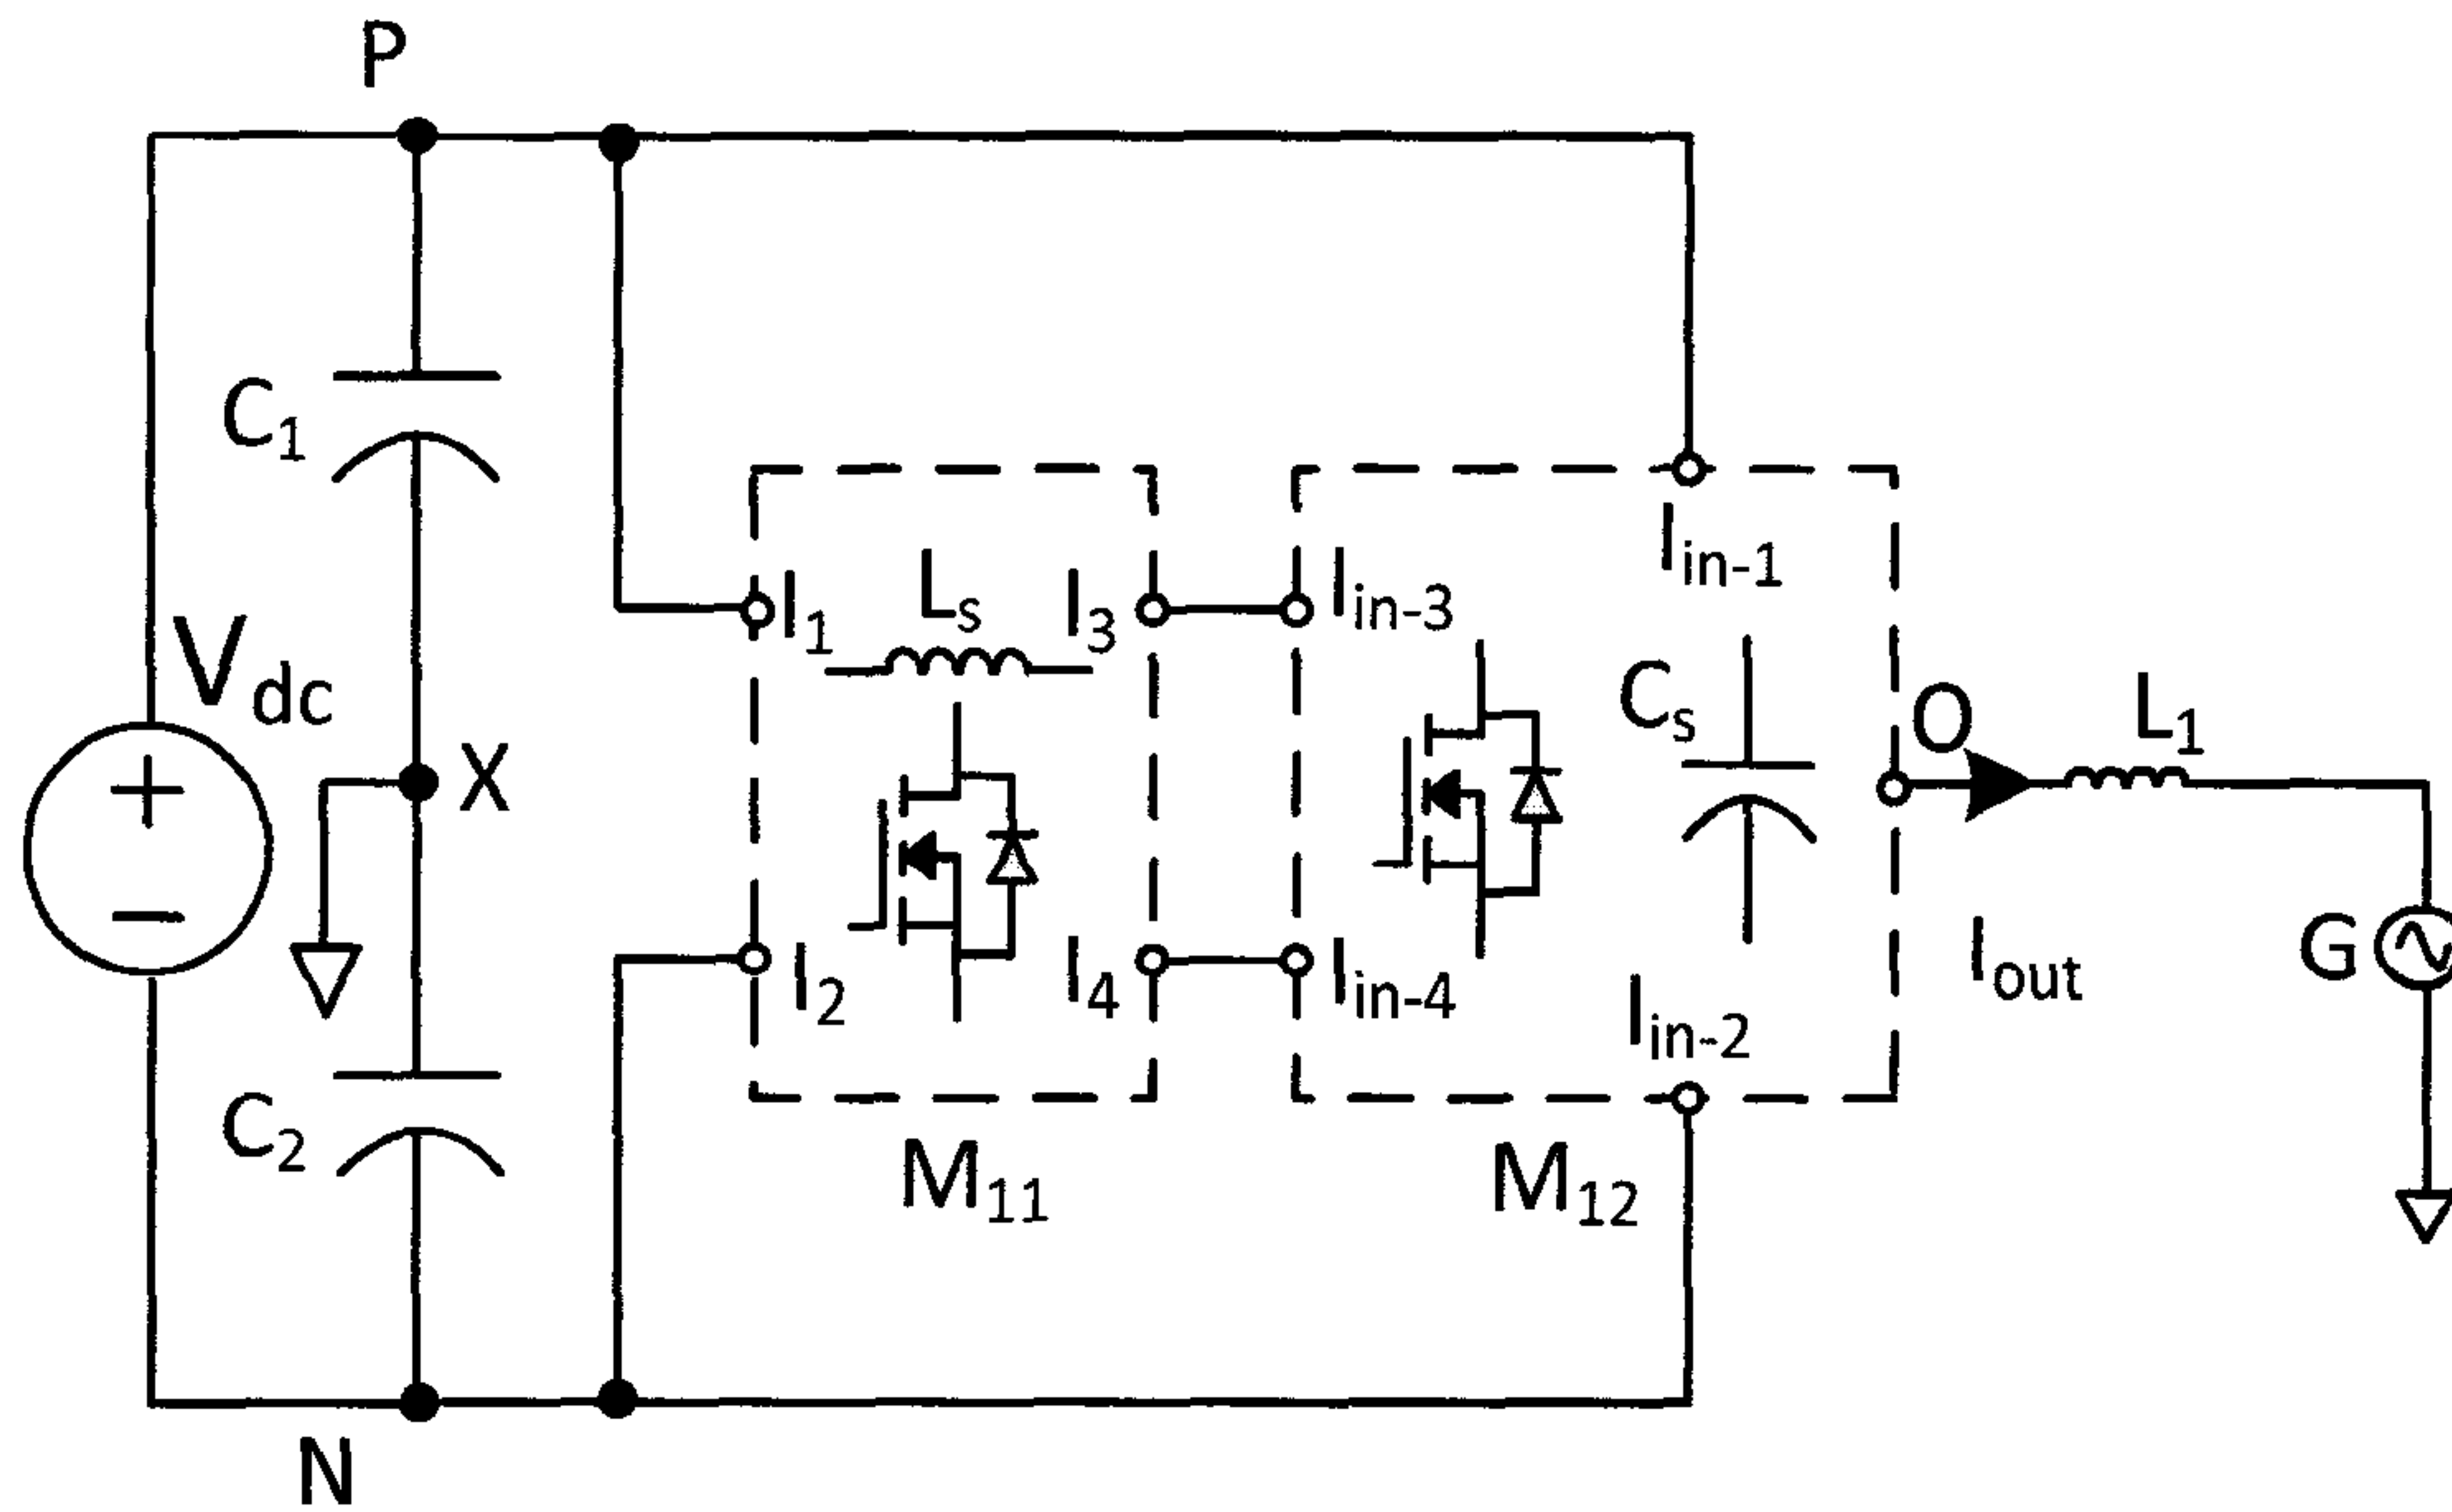 P
C1
Vdc
+
−
X
C2
N
I1
Ls
I3
I2
I4
M11
Iin-3
Iin-1
Cs
Iin-4
Iin-2
M12
O
L1
Iout
G